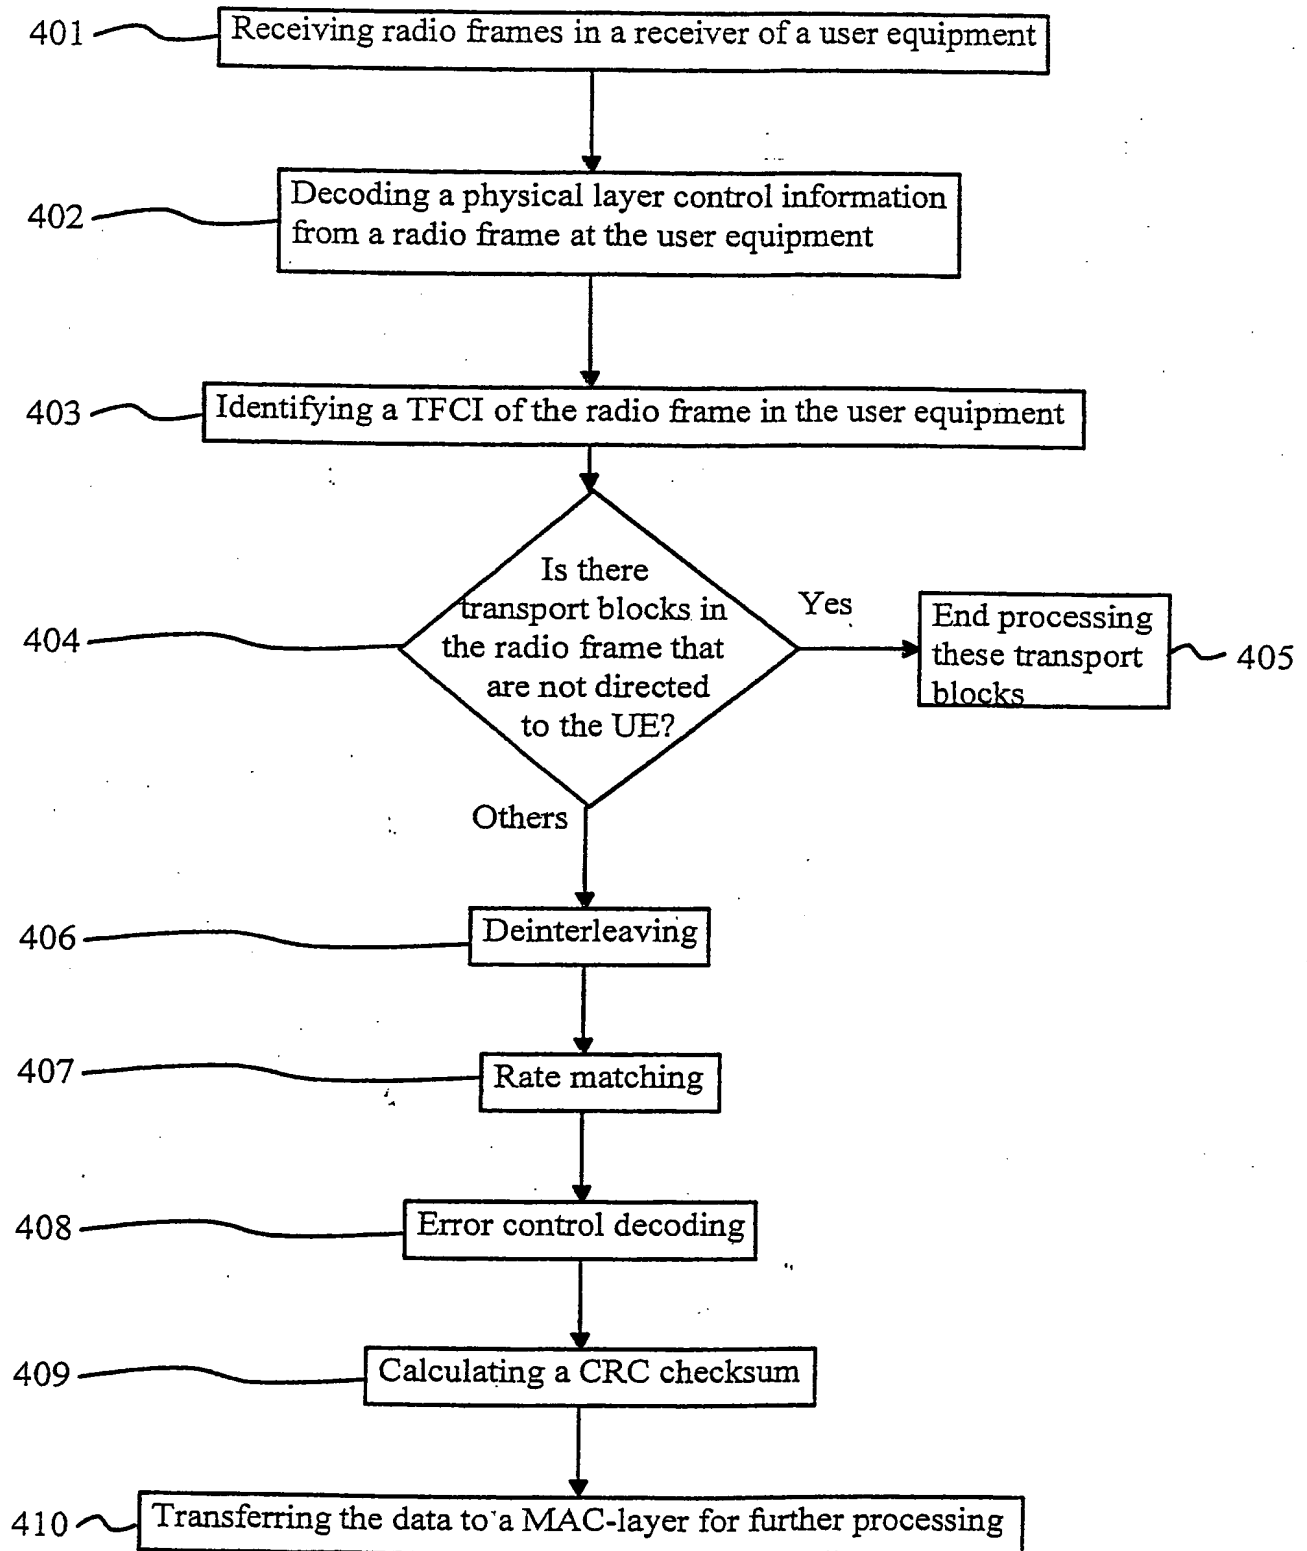 401
Receiving radio frames in a receiver of a user equipment
402
Decoding a physical layer control information
from a radio frame at the user equipment
403
Identifying a TFCI of the radio frame in the user equipment
404
Is there
transport blocks in
the radio frame that
are not directed
to the UE?
Yes
End processing
these transport
blocks
405
Others
406
Deinterleaving
407
Rate matching
408
Error control decoding
409
Calculating a CRC checksum
410
Transferring the data to a MAC-layer for further processing